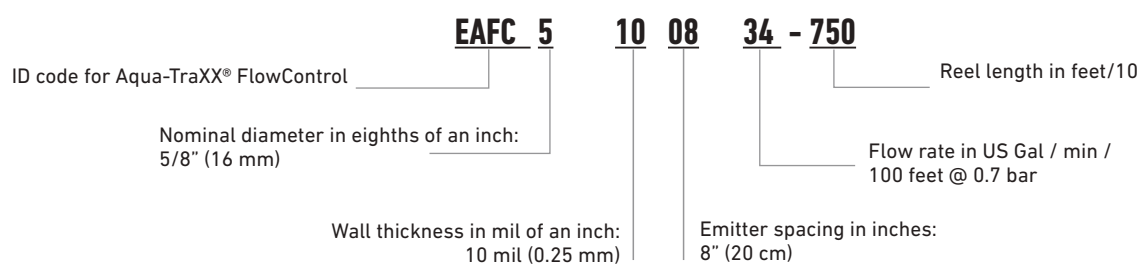 EAFC 5 10 08 34 - 750
ID code for Aqua-TraXX® FlowControl
Reel length in feet/10
Nominal diameter in eighths of an inch:
5/8” (16 mm)
Flow rate in US Gal / min /
100 feet @ 0.7 bar
Wall thickness in mil of an inch:
10 mil (0.25 mm)
Emitter spacing in inches:
8” (20 cm)